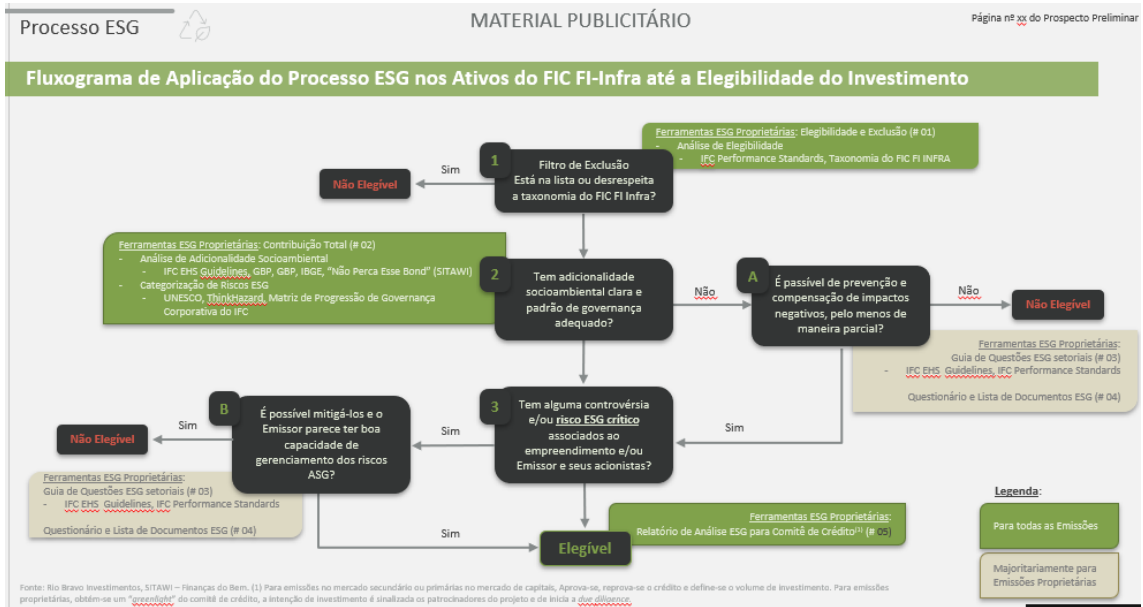 Processo ESG
MATERIAL PUBLICITÁRIO
Página nº xx do Prospecto Preliminar
Fluxograma de Aplicação do Processo ESG nos Ativos do FIC FI-Infra até a Elegibilidade do Investimento
Ferramentas ESG Proprietárias: Elegibilidade e Exclusão (# 01)
- Análise de Elegibilidade
- IFC Performance Standards, Taxonomia do FIC FI INFRA
1
Filtro de Exclusão
Está na lista ou desrespeita
a taxonomia do FIC FI Infra?
Sim
Não Elegível
Ferramentas ESG Proprietárias: Contribuição Total (# 02)
- Análise de Adicionalidade Socioambiental
- IFC EHS Guidelines, GBP, GBP, IBGE, "Não Perca Esse Bond" (SITAWI)
- Categorização de Riscos ESG
- UNESCO, ThinkHazard, Matriz de Progressão de Governança
Corporativa do IFC
2
Tem adicionalidade
socioambiental clara e
padrão de governança
adequado?
Não
A
É passível de prevenção e
compensação de impactos
negativos, pelo menos de
maneira parcial?
Não
Não Elegível
Ferramentas ESG Proprietárias:
Guia de Questões ESG setoriais (# 03)
- IFC EHS Guidelines, IFC Performance Standards
Questionário e Lista de Documentos ESG (# 04)
Sim
3
Tem alguma controvérsia
e/ou risco ESG crítico
associados ao
empreendimento e/ou
Emissor e seus acionistas?
Sim
B
É possível mitigá-los e o
Emissor parece ter boa
capacidade de
gerenciamento dos riscos
ASG?
Sim
Não Elegível
Ferramentas ESG Proprietárias:
Guia de Questões ESG setoriais (# 03)
- IFC EHS Guidelines, IFC Performance Standards
Questionário e Lista de Documentos ESG (# 04)
Sim
Elegível
Ferramentas ESG Proprietárias:
Relatório de Análise ESG para Comitê de Crédito(1) (# 05)
Legenda:
Para todas as Emissões
Majoritariamente para
Emissões Proprietárias
Fonte: Rio Bravo Investimentos, SITAWI – Finanças do Bem. (1) Para emissões no mercado secundário ou primárias no mercado de capitais, Aprova-se, reprova-se o crédito e define-se o volume de investimento. Para emissões
proprietárias, obtém-se um "greenlight" do comitê de crédito, a intenção de investimento é sinalizada os patrocinadores do projeto e de inicia a due diligence.